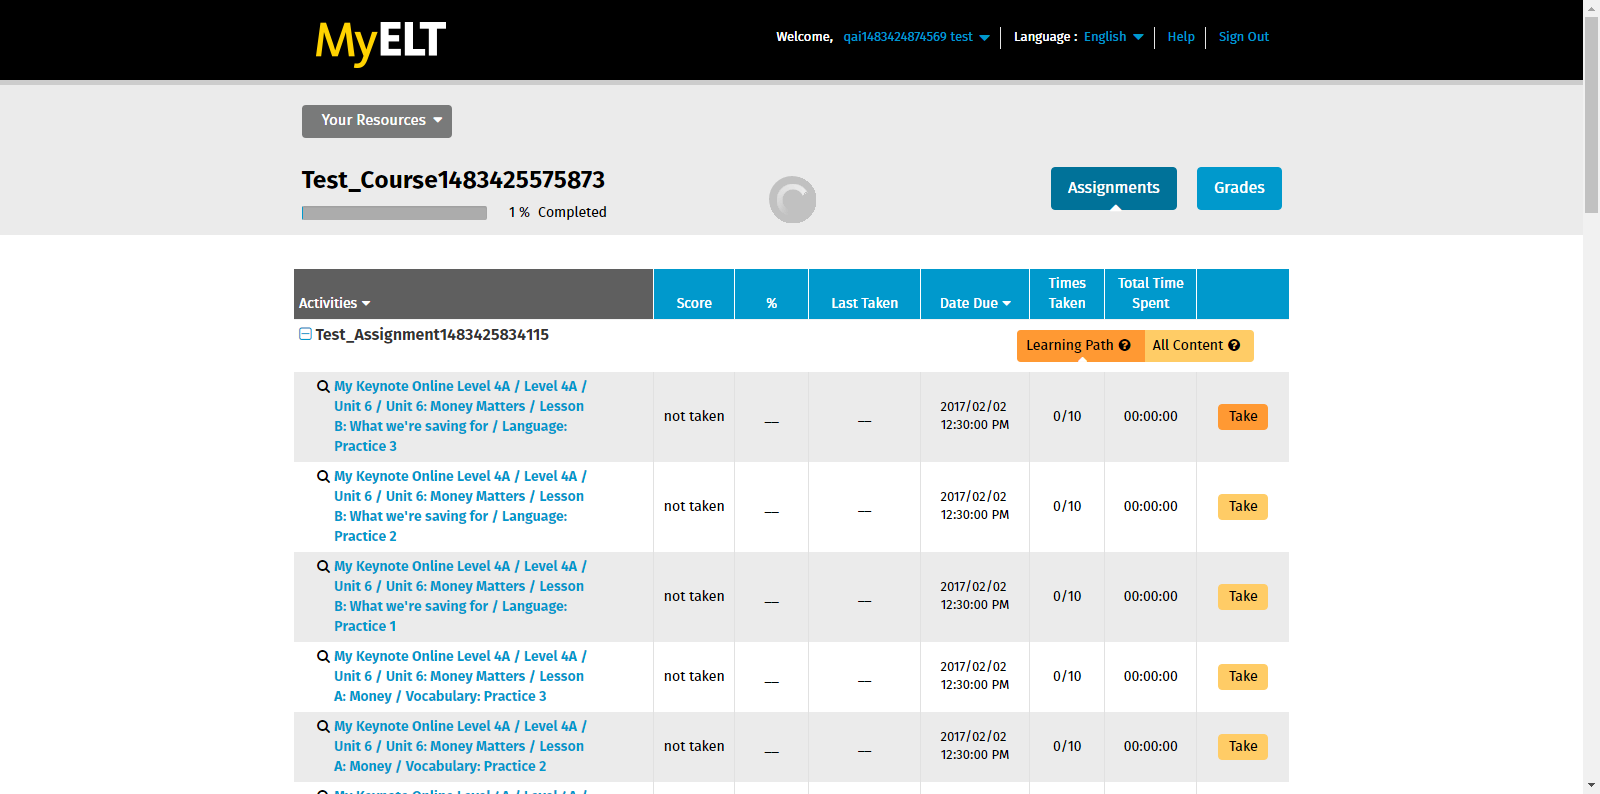 MyELT
Welcome, qai1483424874569 test
Language : English
Help
Sign Out
Your Resources
Test_Course1483425575873
1 % Completed
Assignments
Grades
Activities
Score
%
Last Taken
Date Due
Times
Taken
Total Time
Spent
Test_Assignment1483425834115
Learning Path ?
All Content ?
My Keynote Online Level 4A / Level 4A /
Unit 6 / Unit 6: Money Matters / Lesson
B: What we're saving for / Language:
Practice 3
not taken
__
__
2017/02/02
12:30:00 PM
0/10
00:00:00
Take
My Keynote Online Level 4A / Level 4A /
Unit 6 / Unit 6: Money Matters / Lesson
B: What we're saving for / Language:
Practice 2
not taken
__
__
2017/02/02
12:30:00 PM
0/10
00:00:00
Take
My Keynote Online Level 4A / Level 4A /
Unit 6 / Unit 6: Money Matters / Lesson
B: What we're saving for / Language:
Practice 1
not taken
__
__
2017/02/02
12:30:00 PM
0/10
00:00:00
Take
My Keynote Online Level 4A / Level 4A /
Unit 6 / Unit 6: Money Matters / Lesson
A: Money / Vocabulary: Practice 3
not taken
__
__
2017/02/02
12:30:00 PM
0/10
00:00:00
Take
My Keynote Online Level 4A / Level 4A /
Unit 6 / Unit 6: Money Matters / Lesson
A: Money / Vocabulary: Practice 2
not taken
__
__
2017/02/02
12:30:00 PM
0/10
00:00:00
Take